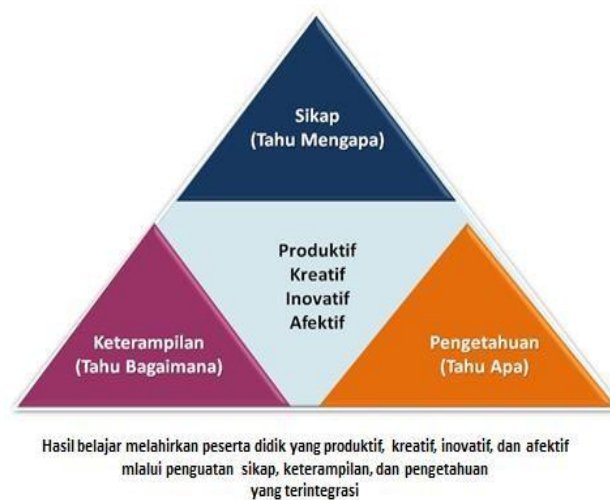 Sikap
(Tahu Mengapa)
Produktif
Kreatif
Inovatif
Afektif
Keterampilan
(Tahu Bagaimana)
Pengetahuan
(Tahu Apa)
Hasil belajar melahirkan peserta didik yang produktif, kreatif, inovatif, dan afektif
mlalui penguatan sikap, keterampilan, dan pengetahuan
yang terintegrasi